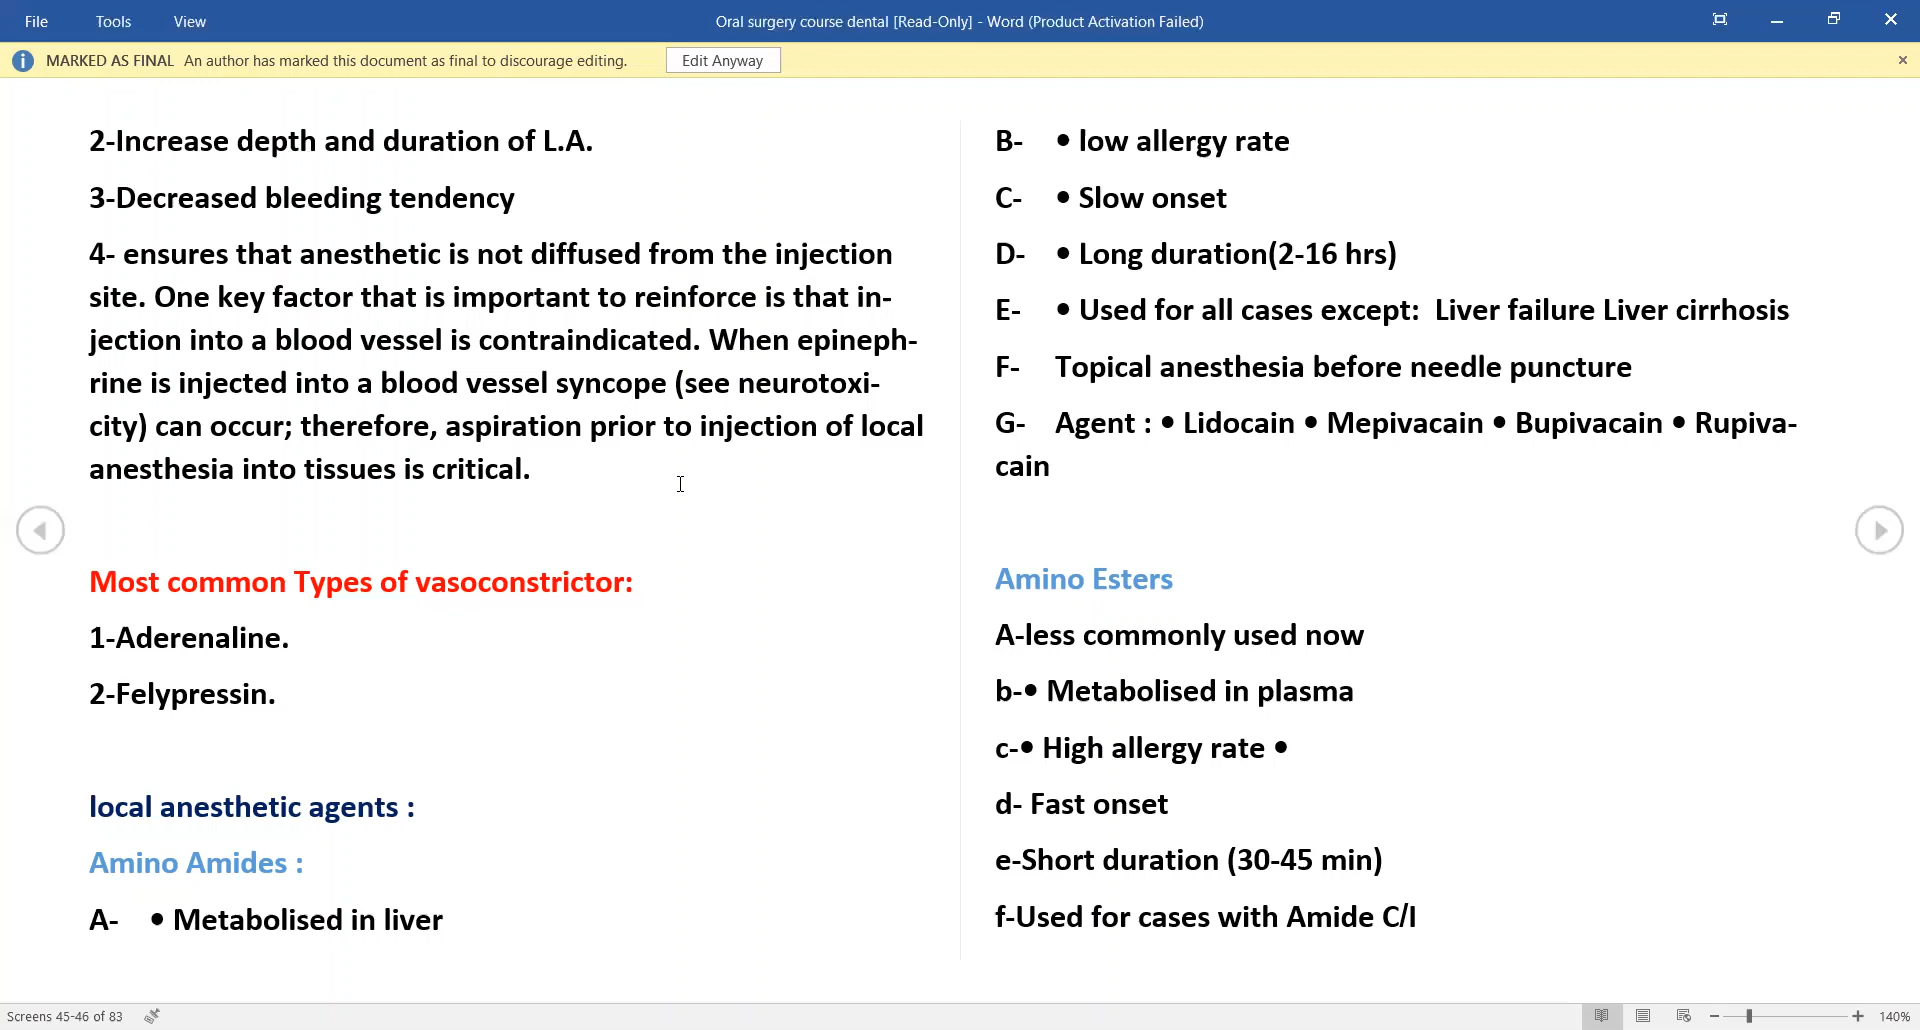 File Tools View Oral surgery course dental [Read-Only] - Word (Product Activation Failed)
MARKED AS FINAL An author has marked this document as final to discourage editing. Edit Anyway
2-Increase depth and duration of L.A.
3-Decreased bleeding tendency
4- ensures that anesthetic is not diffused from the injection
site. One key factor that is important to reinforce is that in-
jection into a blood vessel is contraindicated. When epineph-
rine is injected into a blood vessel syncope (see neurotoxi-
city) can occur; therefore, aspiration prior to injection of local
anesthesia into tissues is critical.
Most common Types of vasoconstrictor:
1-Aderenaline.
2-Felypressin.
local anesthetic agents :
Amino Amides :
A- • Metabolised in liver
B- • low allergy rate
C- • Slow onset
D- • Long duration(2-16 hrs)
E- • Used for all cases except: Liver failure Liver cirrhosis
F- Topical anesthesia before needle puncture
G- Agent : • Lidocain • Mepivacain • Bupivacain • Rupiva-
cain
Amino Esters
A-less commonly used now
b-• Metabolised in plasma
c-• High allergy rate •
d- Fast onset
e-Short duration (30-45 min)
f-Used for cases with Amide C/I
Screens 45-46 of 83 140%